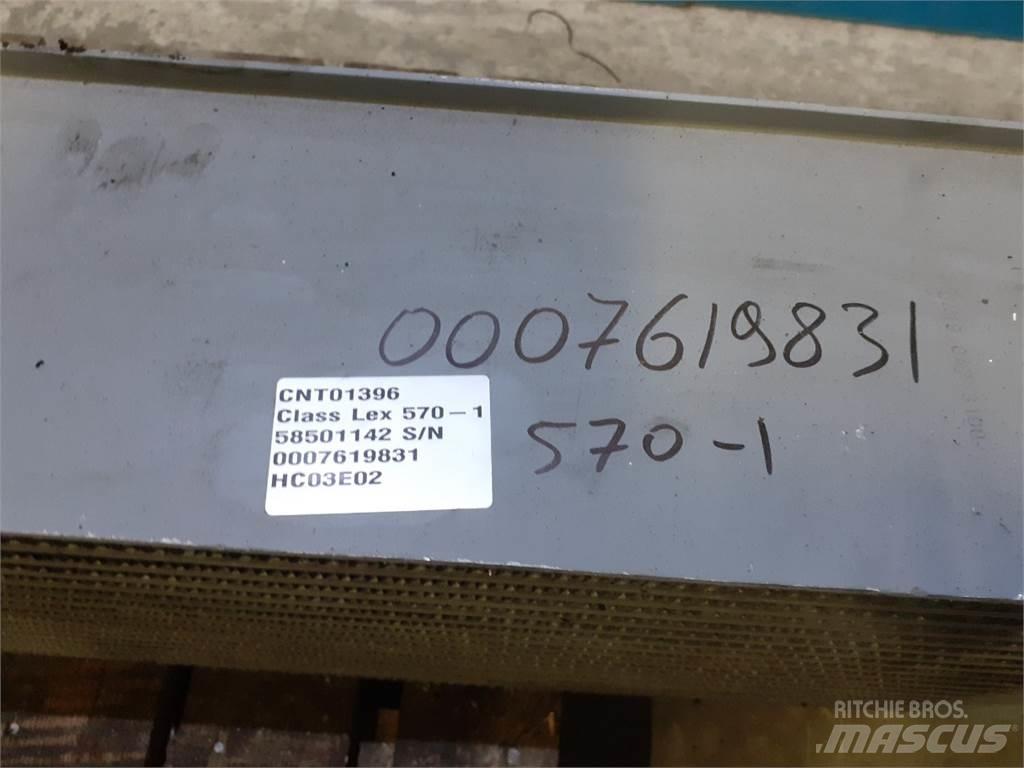 0007619831
CNT01396
Class Lex 570-1
58501142 S/N
0007619831
HC03E02
570-1
RITCHIE BROS.
MASCUS